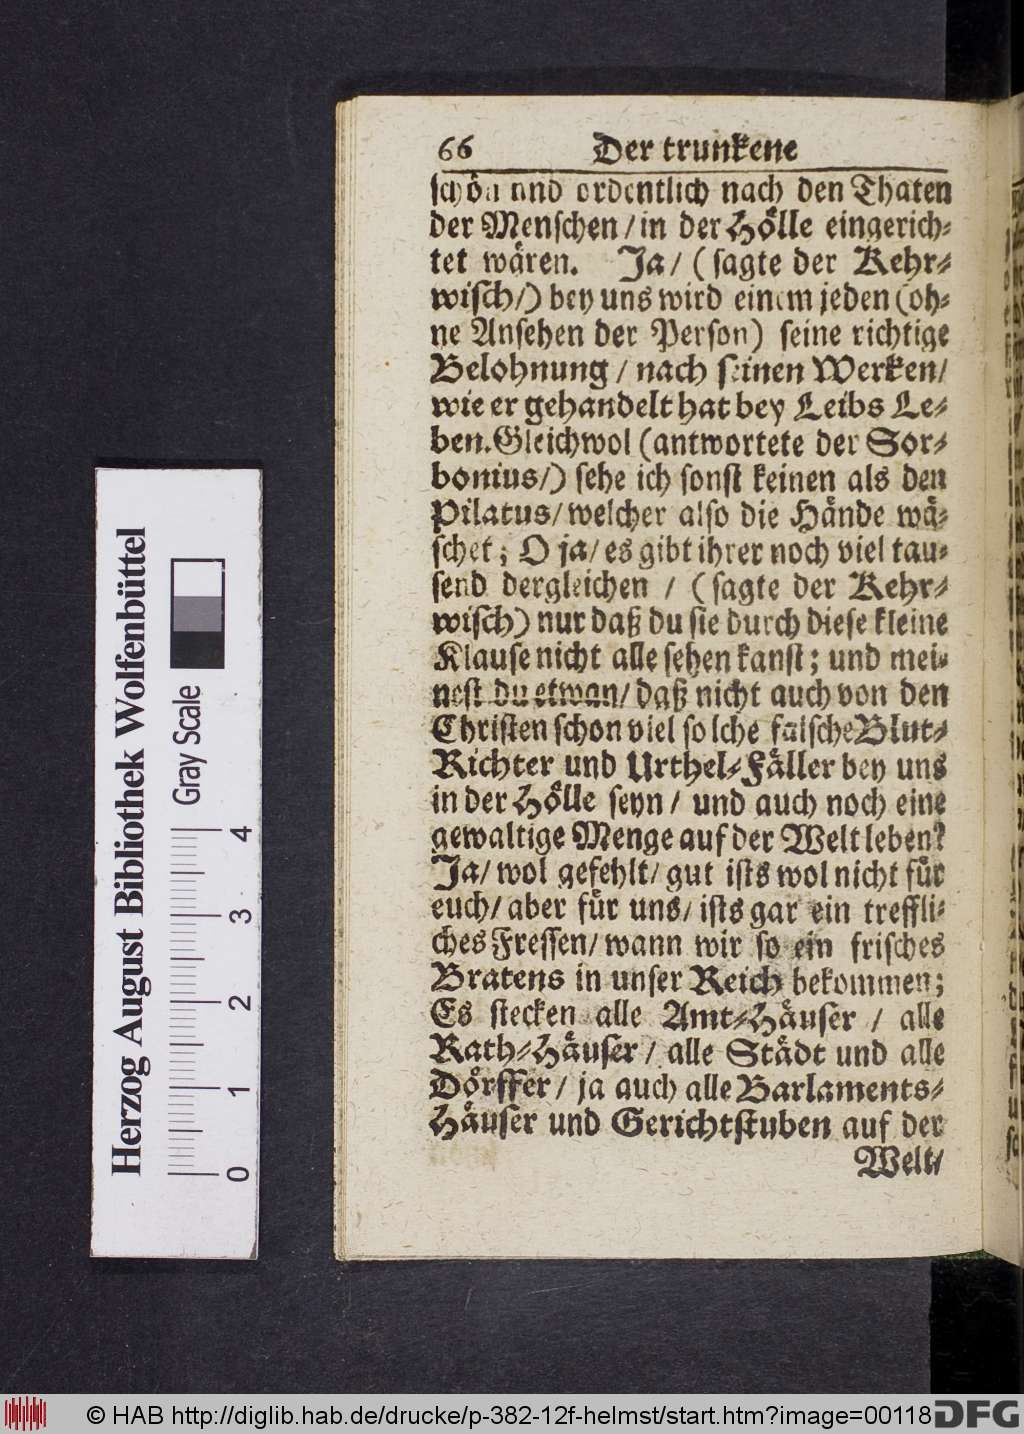 66 Der trunkene
schön und ordentlich nach den Thaten
der Menschen / in der Hölle eingerich-
tet wären. Ja / (sagte der Kehr-
wisch/) bey uns wird einem jeden (oh-
ne Ansehen der Person) seine richtige
Belohnung / nach seinen Werken/
wie er gehandelt hat bey Leibs Le-
ben. Gleichwol (antwortete der Sor-
bonius/) sehe ich sonst keinen als den
Pilatus/ welcher also die Hände wä-
schet; O ja/ es gibt ihrer noch viel tau-
send dergleichen / (sagte der Kehr-
wisch) nur daß du sie durch diese kleine
Klause nicht alle sehen kanst; und mei-
nest du etwan/ daß nicht auch von den
Christen schon viel solche falsche Blut-
Richter und Urthel-Fäller bey uns
in der Hölle seyn / und auch noch eine
gewaltige Menge auf der Welt leben?
Ja/ wol gefehlt/ gut ists wol nicht für
euch/ aber für uns/ ists gar ein treffli-
ches Fressen/ wann wir so ein frisches
Bratens in unser Reich bekommen;
Es stecken alle Amt-Häuser / alle
Rath-Häuser / alle Städt und alle
Dörffer / ja auch alle Barlaments-
Häuser und Gerichtstuben auf der
Welt/
Herzog August Bibliothek Wolfenbüttel
Gray Scale
0 1 2 3 4
© HAB http://diglib.hab.de/drucke/p-382-12f-helmst/start.htm?image=00118
DFG